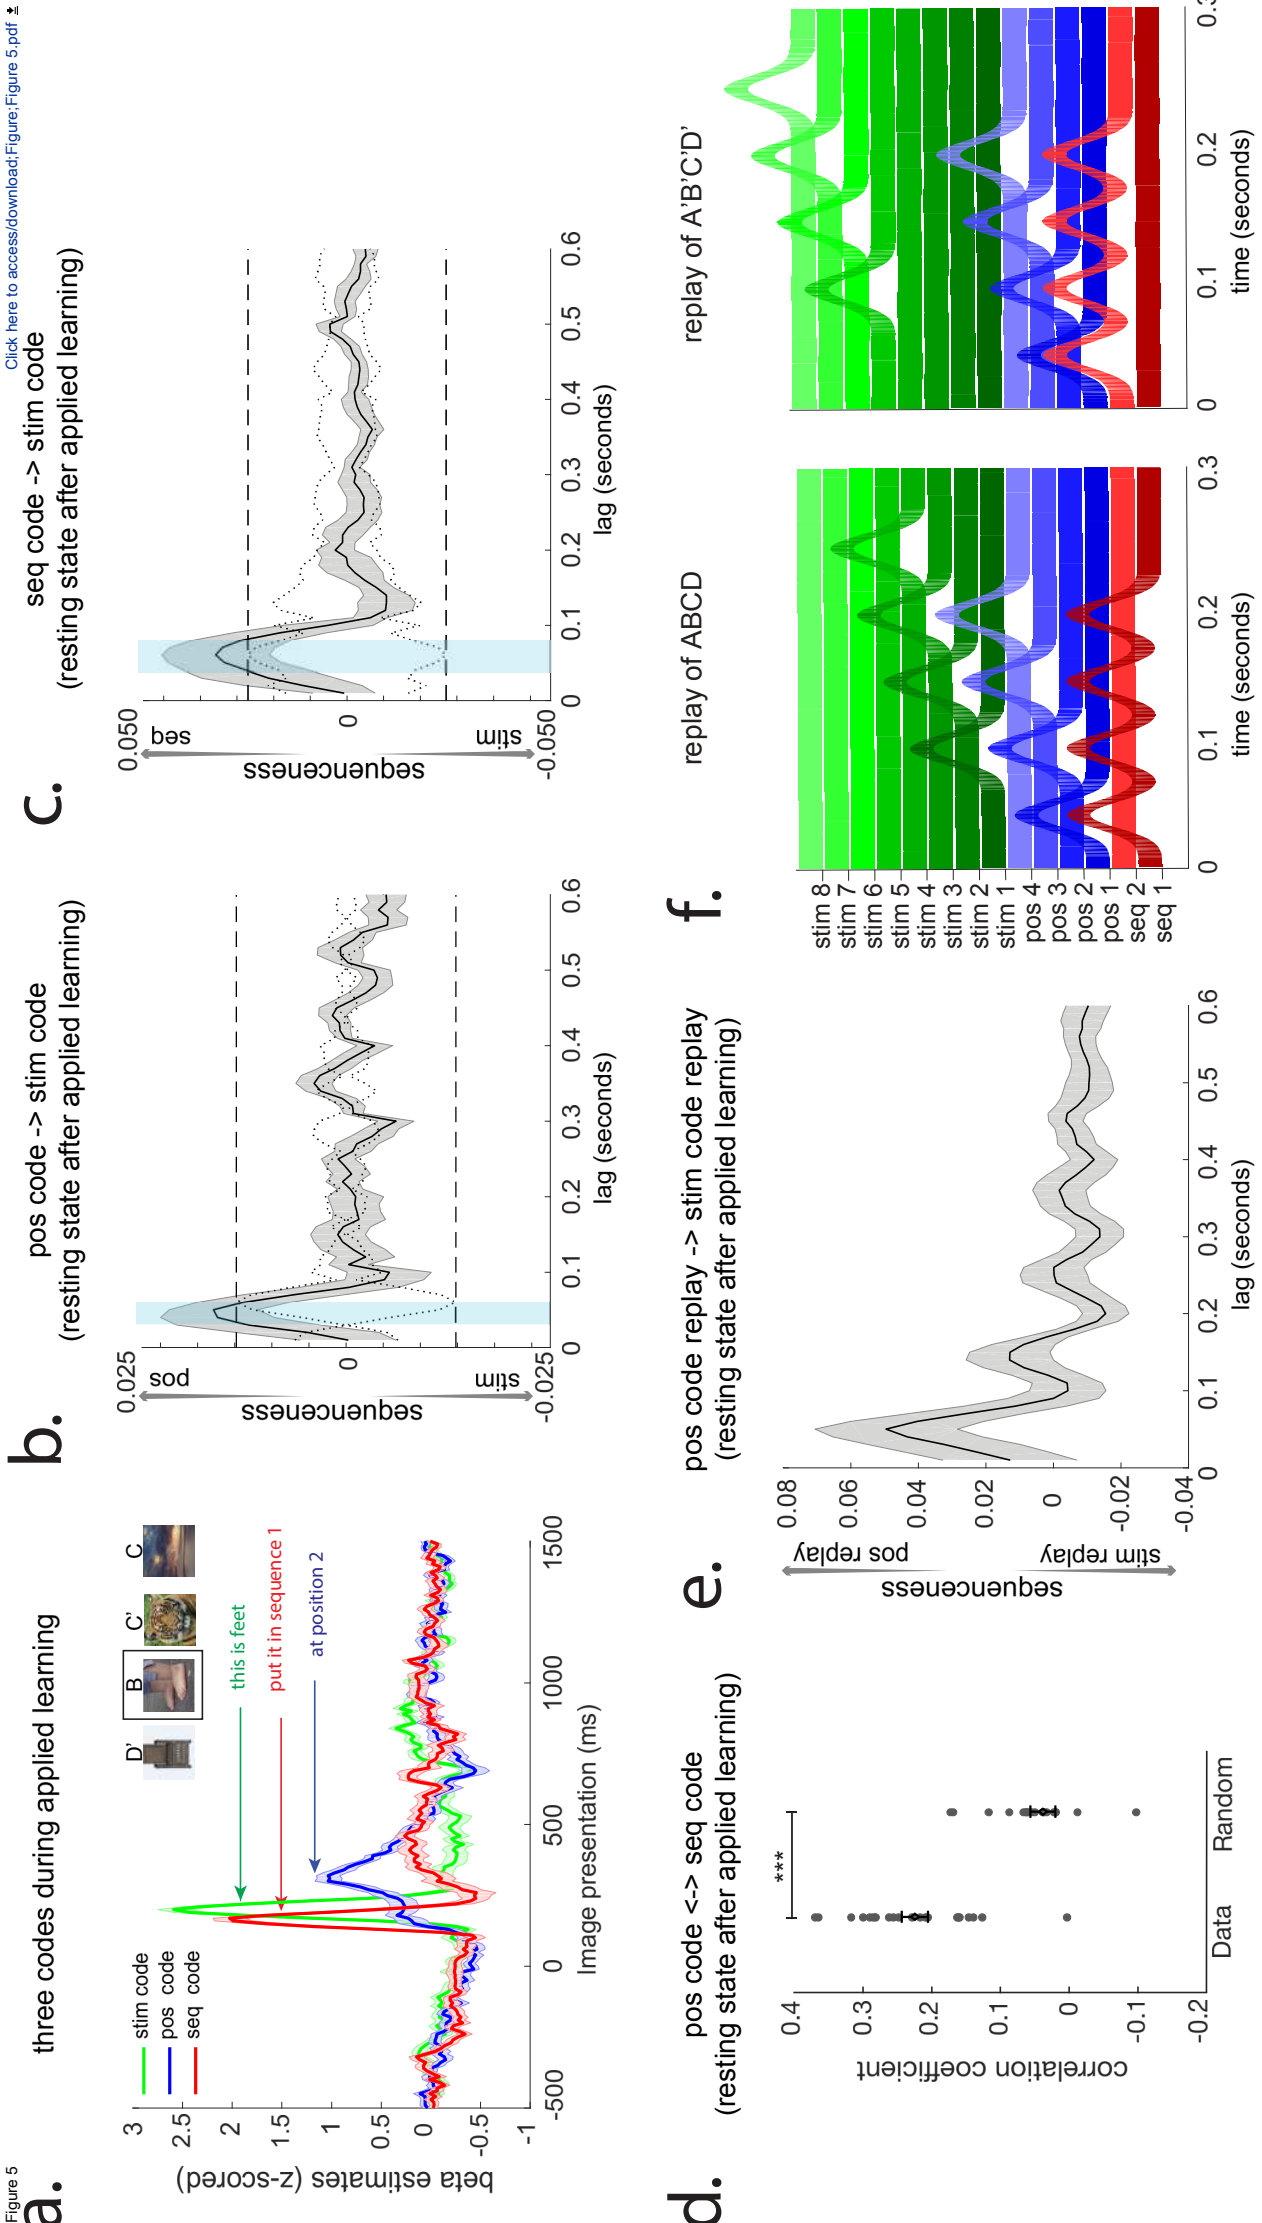 Figure 5
Click here to access/download;Figure;Figure 5.pdf
a.
three codes during applied learning
stim code
pos code
seq code
D' B C' C
this is feet
put it in sequence 1
at position 2
3
2.5
2
1.5
1
0.5
0
-0.5
-1
beta estimates (z-scored)
-500 0 500 1000 1500
Image presentation (ms)
b.
pos code -> stim code
(resting state after applied learning)
0.025
0
-0.025
pos
stim
sequenceness
0 0.1 0.2 0.3 0.4 0.5 0.6
lag (seconds)
c.
seq code -> stim code
(resting state after applied learning)
0.050
0
-0.050
seq
stim
sequenceness
0 0.1 0.2 0.3 0.4 0.5 0.6
lag (seconds)
d.
pos code <-> seq code
(resting state after applied learning)
***
0.4
0.3
0.2
0.1
0
-0.1
-0.2
correlation coefficient
Data Random
e.
pos code replay -> stim code replay
(resting state after applied learning)
0.08
0.06
0.04
0.02
0
-0.02
-0.04
pos replay
stim replay
sequenceness
0 0.1 0.2 0.3 0.4 0.5 0.6
lag (seconds)
f.
replay of ABCD
stim 8
stim 7
stim 6
stim 5
stim 4
stim 3
stim 2
stim 1
pos 4
pos 3
pos 2
pos 1
seq 2
seq 1
0 0.1 0.2 0.3
time (seconds)
replay of A'B'C'D'
0 0.1 0.2
time (seconds)